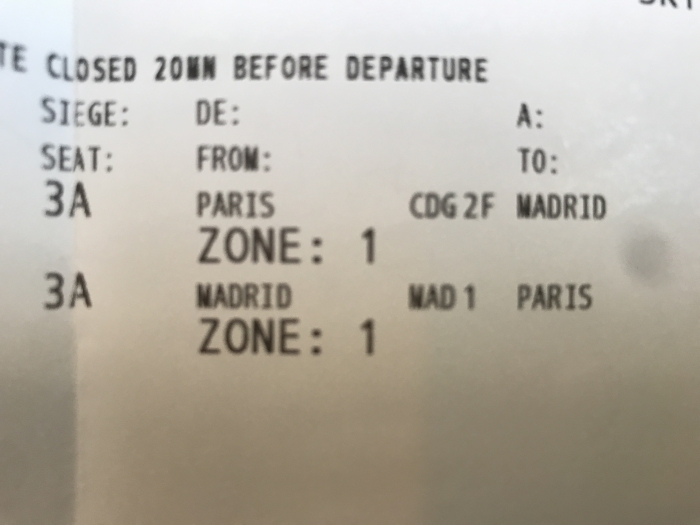 TE CLOSED 20MN BEFORE DEPARTURE
SIEGE: DE: A:
SEAT: FROM: TO:
3A PARIS CDG 2F MADRID
ZONE: 1
3A MADRID MAD 1 PARIS
ZONE: 1